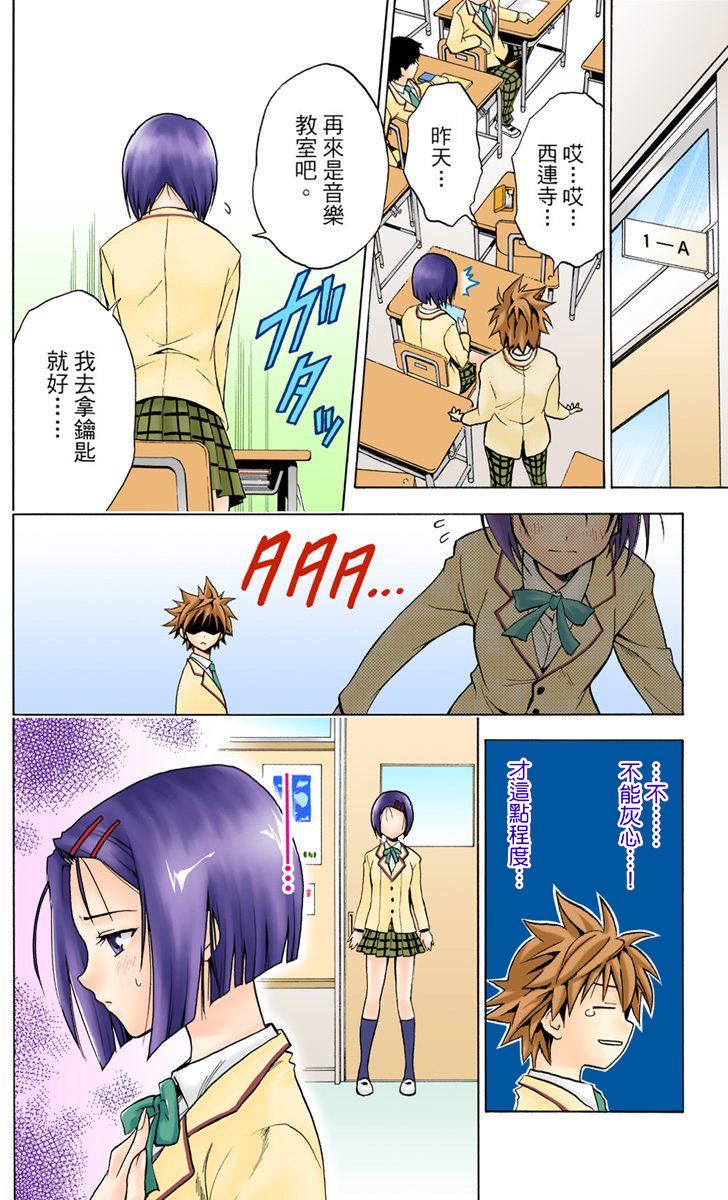 1－A
哎…哎…
西連寺…
昨天…
再來是音樂
教室吧。
ガタッ
我去拿鑰匙
就好……
…不……
不能灰心…!
才這點程度…
…